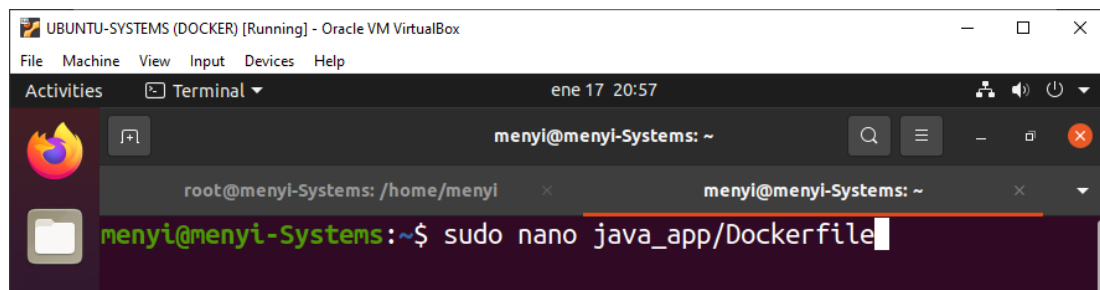 UBUNTU-SYSTEMS (DOCKER) [Running] - Oracle VM VirtualBox
File Machine View Input Devices Help
Activities Terminal ene 17 20:57
menyi@menyi-Systems: ~
root@menyi-Systems: /home/menyi menyi@menyi-Systems: ~
menyi@menyi-Systems:~$ sudo nano java_app/Dockerfile